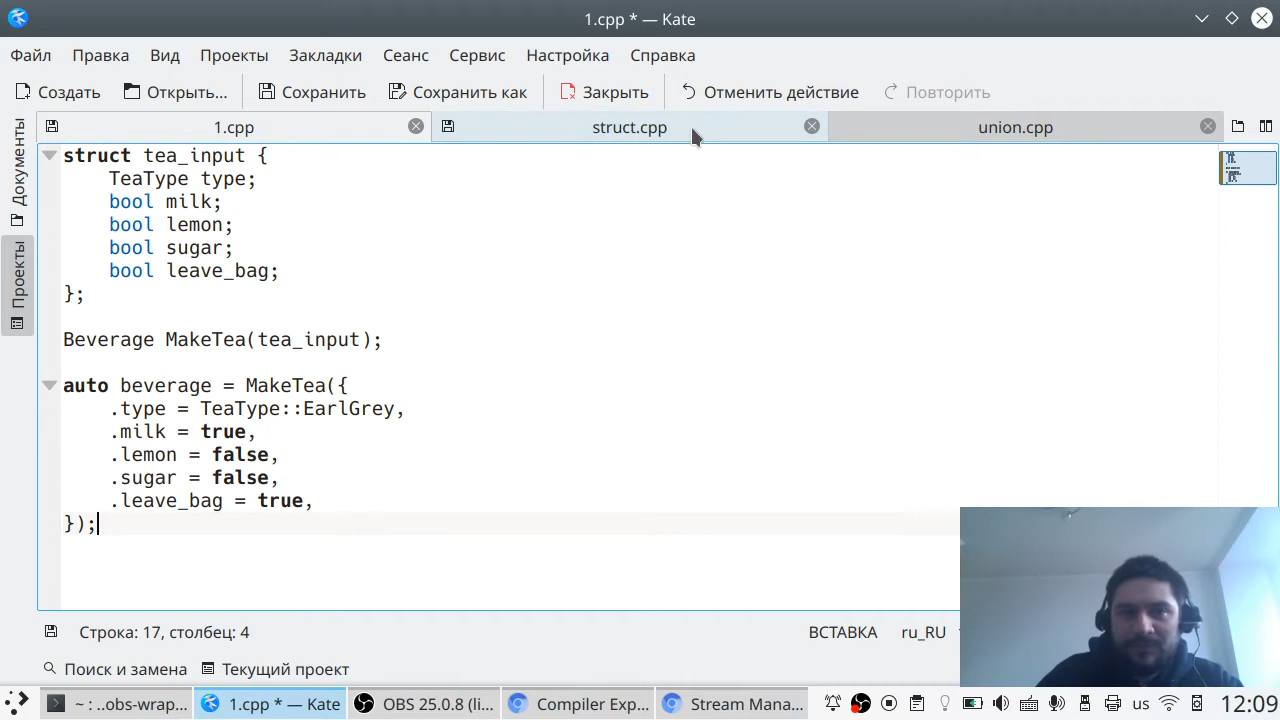 1.cpp * — Kate
Файл Правка Вид Проекты Закладки Сеанс Сервис Настройка Справка
Создать Открыть... Сохранить Сохранить как Закрыть Отменить действие Повторить
1.cpp struct.cpp union.cpp
Документы
Проекты
struct tea_input {
    TeaType type;
    bool milk;
    bool lemon;
    bool sugar;
    bool leave_bag;
};
Beverage MakeTea(tea_input);
auto beverage = MakeTea({
    .type = TeaType::EarlGrey,
    .milk = true,
    .lemon = false,
    .sugar = false,
    .leave_bag = true,
});
Строка: 17, столбец: 4 ВСТАВКА ru_RU
Поиск и замена Текущий проект
~ : ..obs-wrap... 1.cpp * — Kate OBS 25.0.8 (li... Compiler Exp... Stream Mana... us 12:09